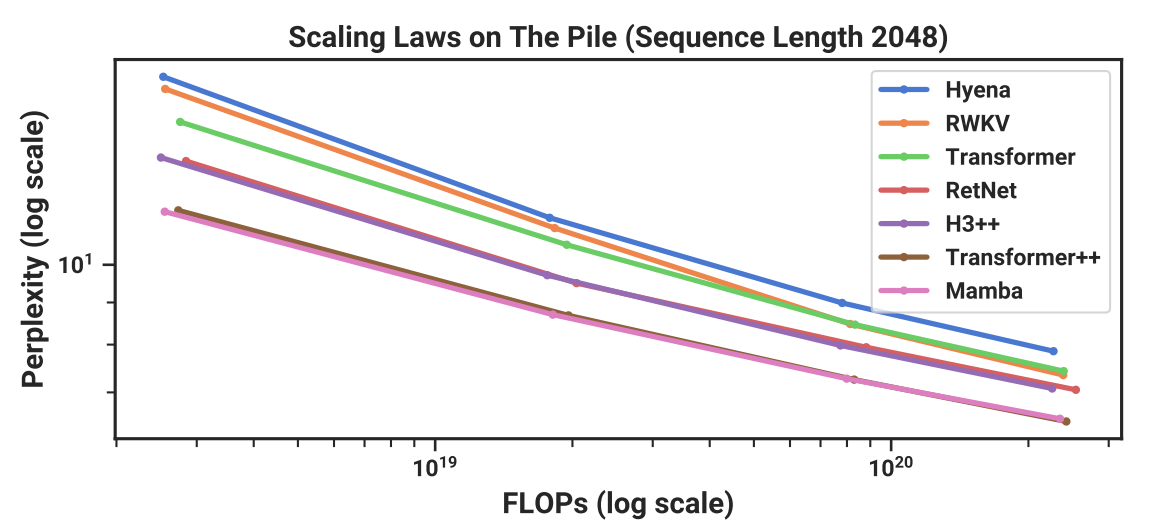 Scaling Laws on The Pile (Sequence Length 2048)
Perplexity (log scale)
10¹
Hyena
RWKV
Transformer
RetNet
H3++
Transformer++
Mamba
10¹⁹
10²⁰
FLOPs (log scale)